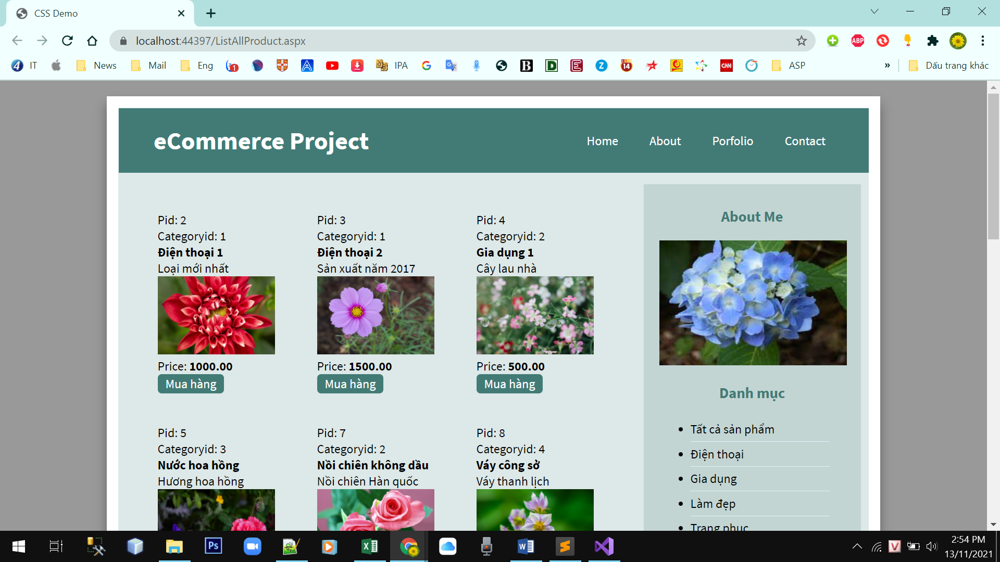 CSS Demo
localhost:44397/ListAllProduct.aspx
ABP
IT
News
Mail
Eng
IPA
14
CNN
ASP
»
Dấu trang khác
eCommerce Project
Home
About
Porfolio
Contact
Pid: 2
Categoryid: 1
Điện thoại 1
Loại mới nhất
Price: 1000.00
Mua hàng
Pid: 3
Categoryid: 1
Điện thoại 2
Sản xuất năm 2017
Price: 1500.00
Mua hàng
Pid: 4
Categoryid: 2
Gia dụng 1
Cây lau nhà
Price: 500.00
Mua hàng
Pid: 5
Categoryid: 3
Nước hoa hồng
Hương hoa hồng
Pid: 7
Categoryid: 2
Nồi chiên không dầu
Nồi chiên Hàn quốc
Pid: 8
Categoryid: 4
Váy công sở
Váy thanh lịch
About Me
Danh mục
Tất cả sản phẩm
Điện thoại
Gia dụng
Làm đẹp
Trang phục
Ps
2:54 PM
13/11/2021